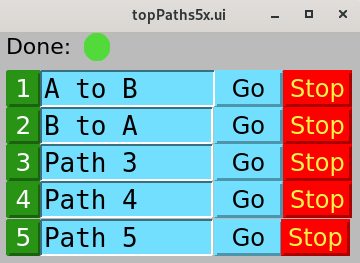 topPaths5x.ui
Done:
1 A to B Go Stop
2 B to A Go Stop
3 Path 3 Go Stop
4 Path 4 Go Stop
5 Path 5 Go Stop